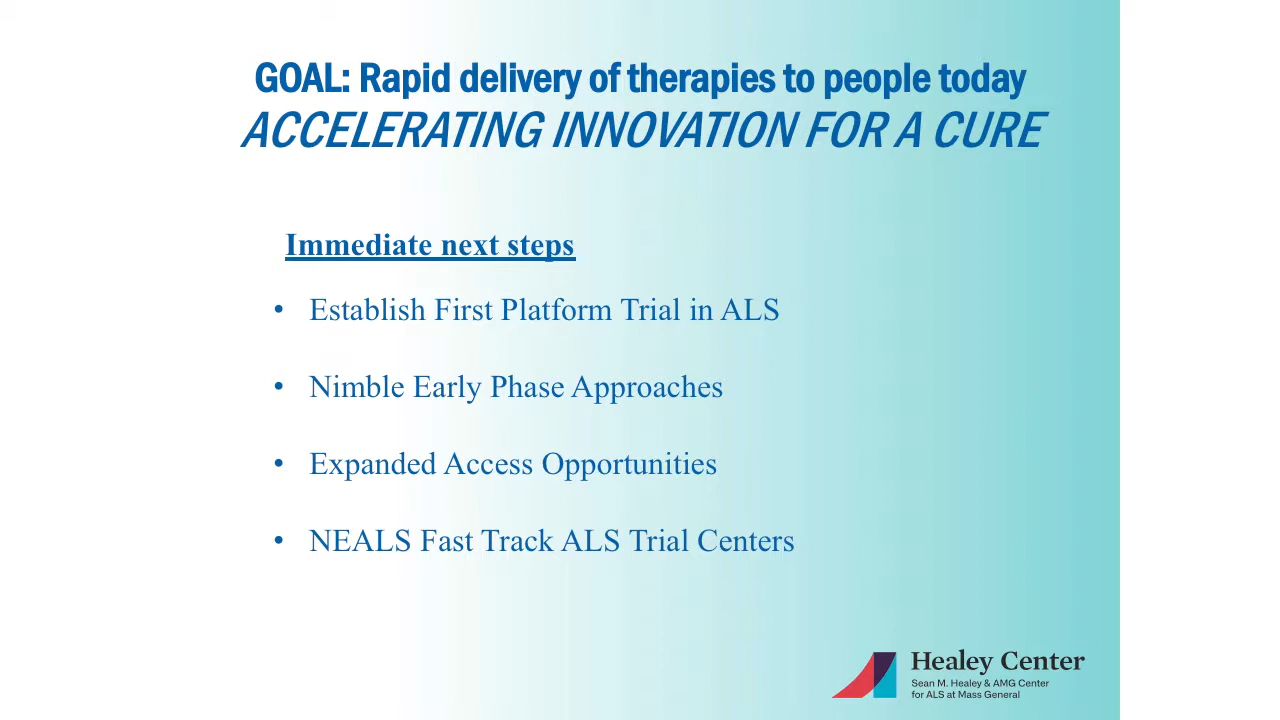 GOAL: Rapid delivery of therapies to people today
ACCELERATING INNOVATION FOR A CURE
Immediate next steps
• Establish First Platform Trial in ALS
• Nimble Early Phase Approaches
• Expanded Access Opportunities
• NEALS Fast Track ALS Trial Centers
Healey Center
Sean M. Healey & AMG Center
for ALS at Mass General